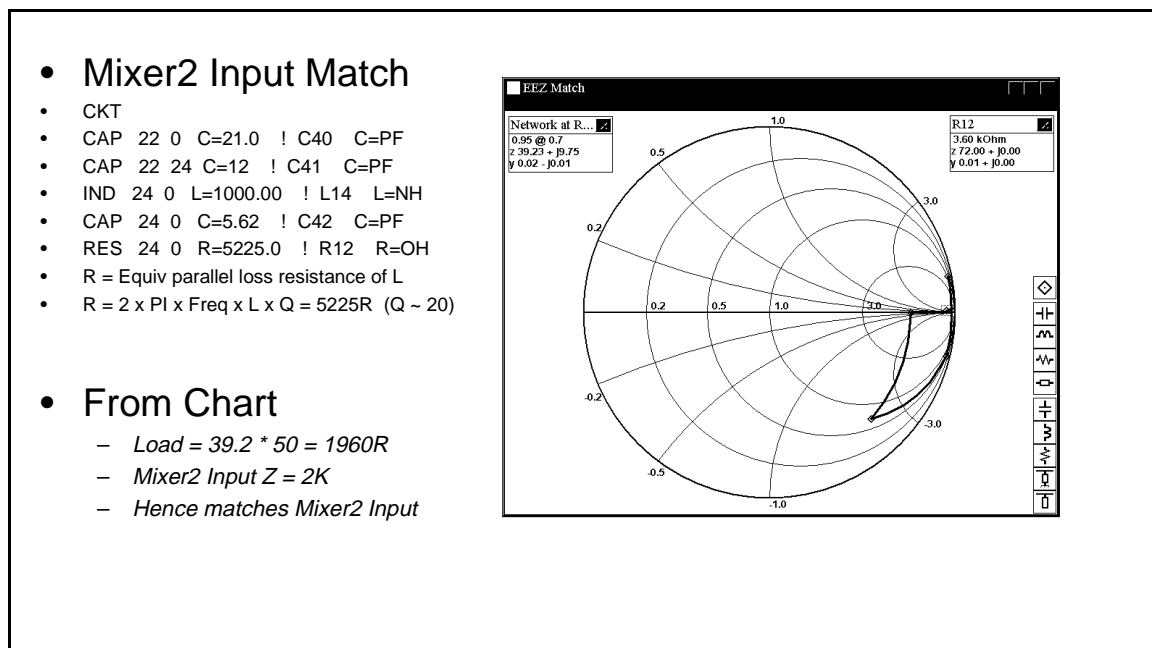 • Mixer2 Input Match
• CKT
• CAP 22 0 C=21.0 ! C40 C=PF
• CAP 22 24 C=12 ! C41 C=PF
• IND 24 0 L=1000.00 ! L14 L=NH
• CAP 24 0 C=5.62 ! C42 C=PF
• RES 24 0 R=5225.0 ! R12 R=OH
• R = Equiv parallel loss resistance of L
• R = 2 x PI x Freq x L x Q = 5225R (Q ~ 20)
• From Chart
– Load = 39.2 * 50 = 1960R
– Mixer2 Input Z = 2K
– Hence matches Mixer2 Input
EEZ Match
Network at R...
0.95 @ 0.7
z 39.23 + j9.75
y 0.02 - j0.01
R12
3.60 kOhm
z 72.00 + j0.00
y 0.01 + j0.00
1.0
0.5
3.0
0.2
0.2 0.5 1.0 3.0
-0.2
-3.0
-0.5
-1.0